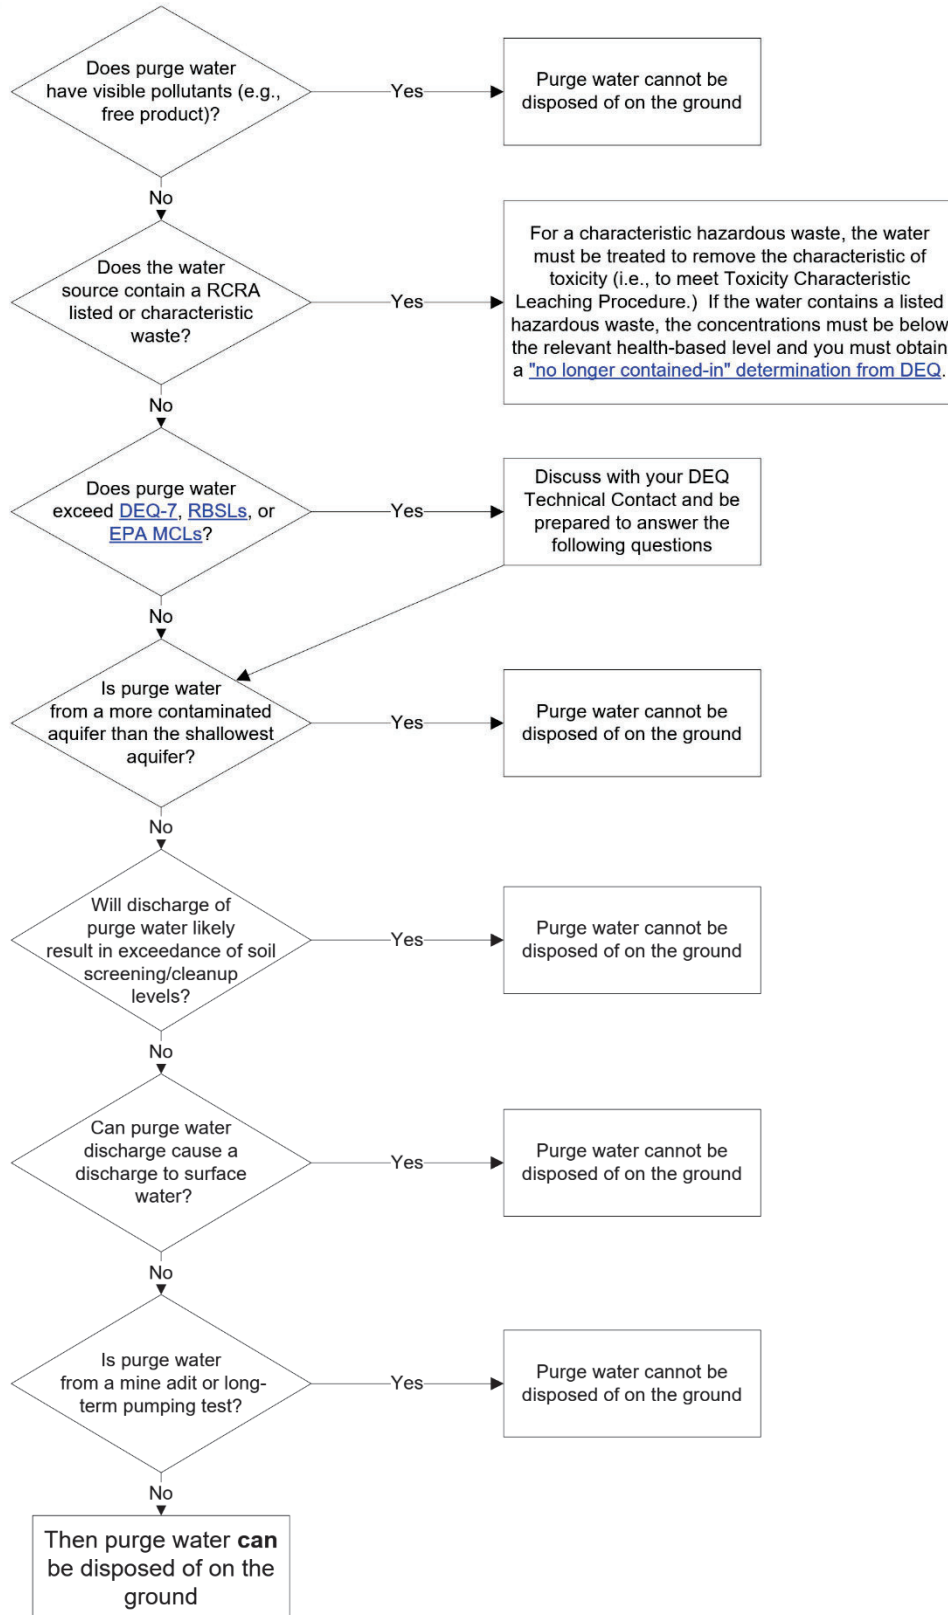 Does purge water
have visible pollutants (e.g.,
free product)?
Yes
Purge water cannot be
disposed of on the ground
No
Does the water
source contain a RCRA
listed or characteristic
waste?
Yes
For a characteristic hazardous waste, the water
must be treated to remove the characteristic of
toxicity (i.e., to meet Toxicity Characteristic
Leaching Procedure.)  If the water contains a listed
hazardous waste, the concentrations must be below
the relevant health-based level and you must obtain
a "no longer contained-in" determination from DEQ.
No
Does purge water
exceed DEQ-7, RBSLs, or
EPA MCLs?
Yes
Discuss with your DEQ
Technical Contact and be
prepared to answer the
following questions
No
Is purge water
from a more contaminated
aquifer than the shallowest
aquifer?
Yes
Purge water cannot be
disposed of on the ground
No
Will discharge of
purge water likely
result in exceedance of soil
screening/cleanup
levels?
Yes
Purge water cannot be
disposed of on the ground
No
Can purge water
discharge cause a
discharge to surface
water?
Yes
Purge water cannot be
disposed of on the ground
No
Is purge water
from a mine adit or long-
term pumping test?
Yes
Purge water cannot be
disposed of on the ground
No
Then purge water can
be disposed of on the
ground